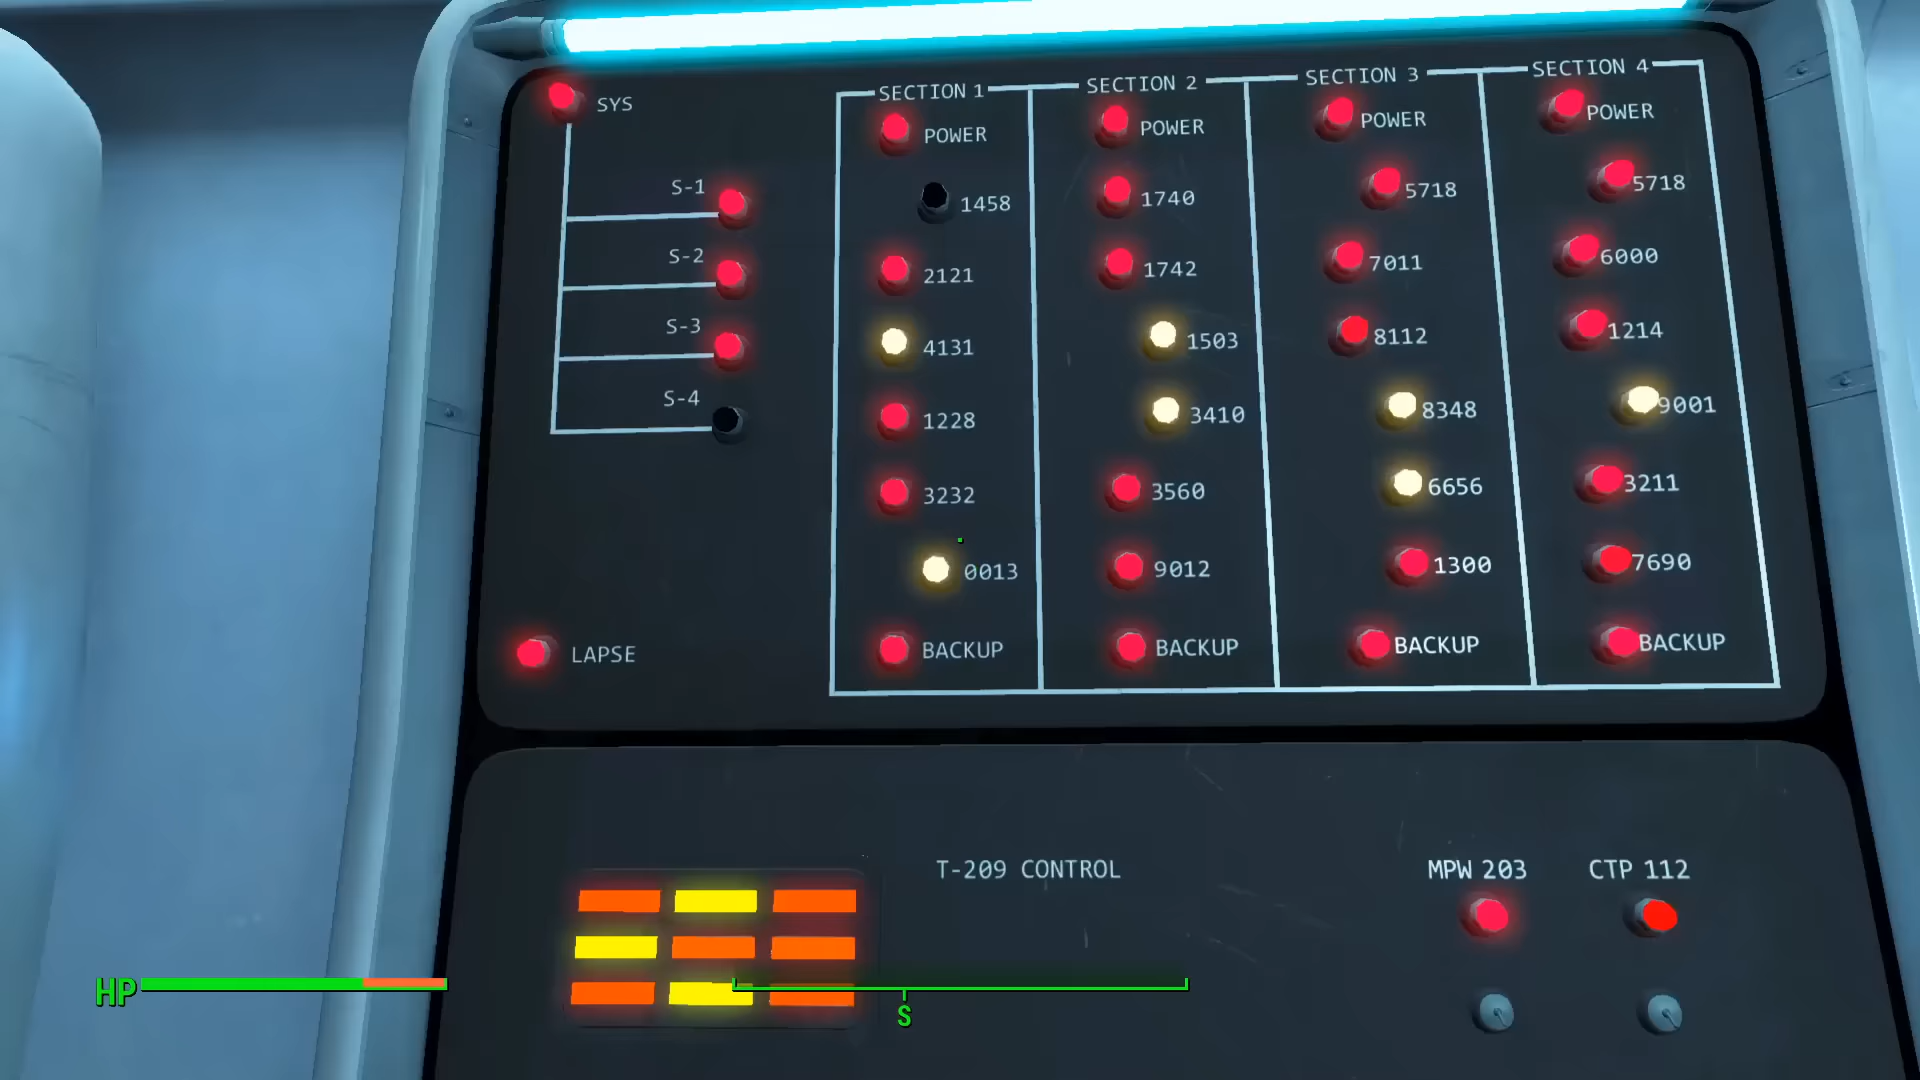 SYS
S-1
S-2
S-3
S-4
LAPSE
SECTION 1
POWER
1458
2121
4131
1228
3232
0013
BACKUP
SECTION 2
POWER
1740
1742
1503
3410
3560
9012
BACKUP
SECTION 3
POWER
5718
7011
8112
8348
6656
1300
BACKUP
SECTION 4
POWER
5718
6000
1214
9001
3211
7690
BACKUP
T-209 CONTROL
MPW 203
CTP 112
HP
S